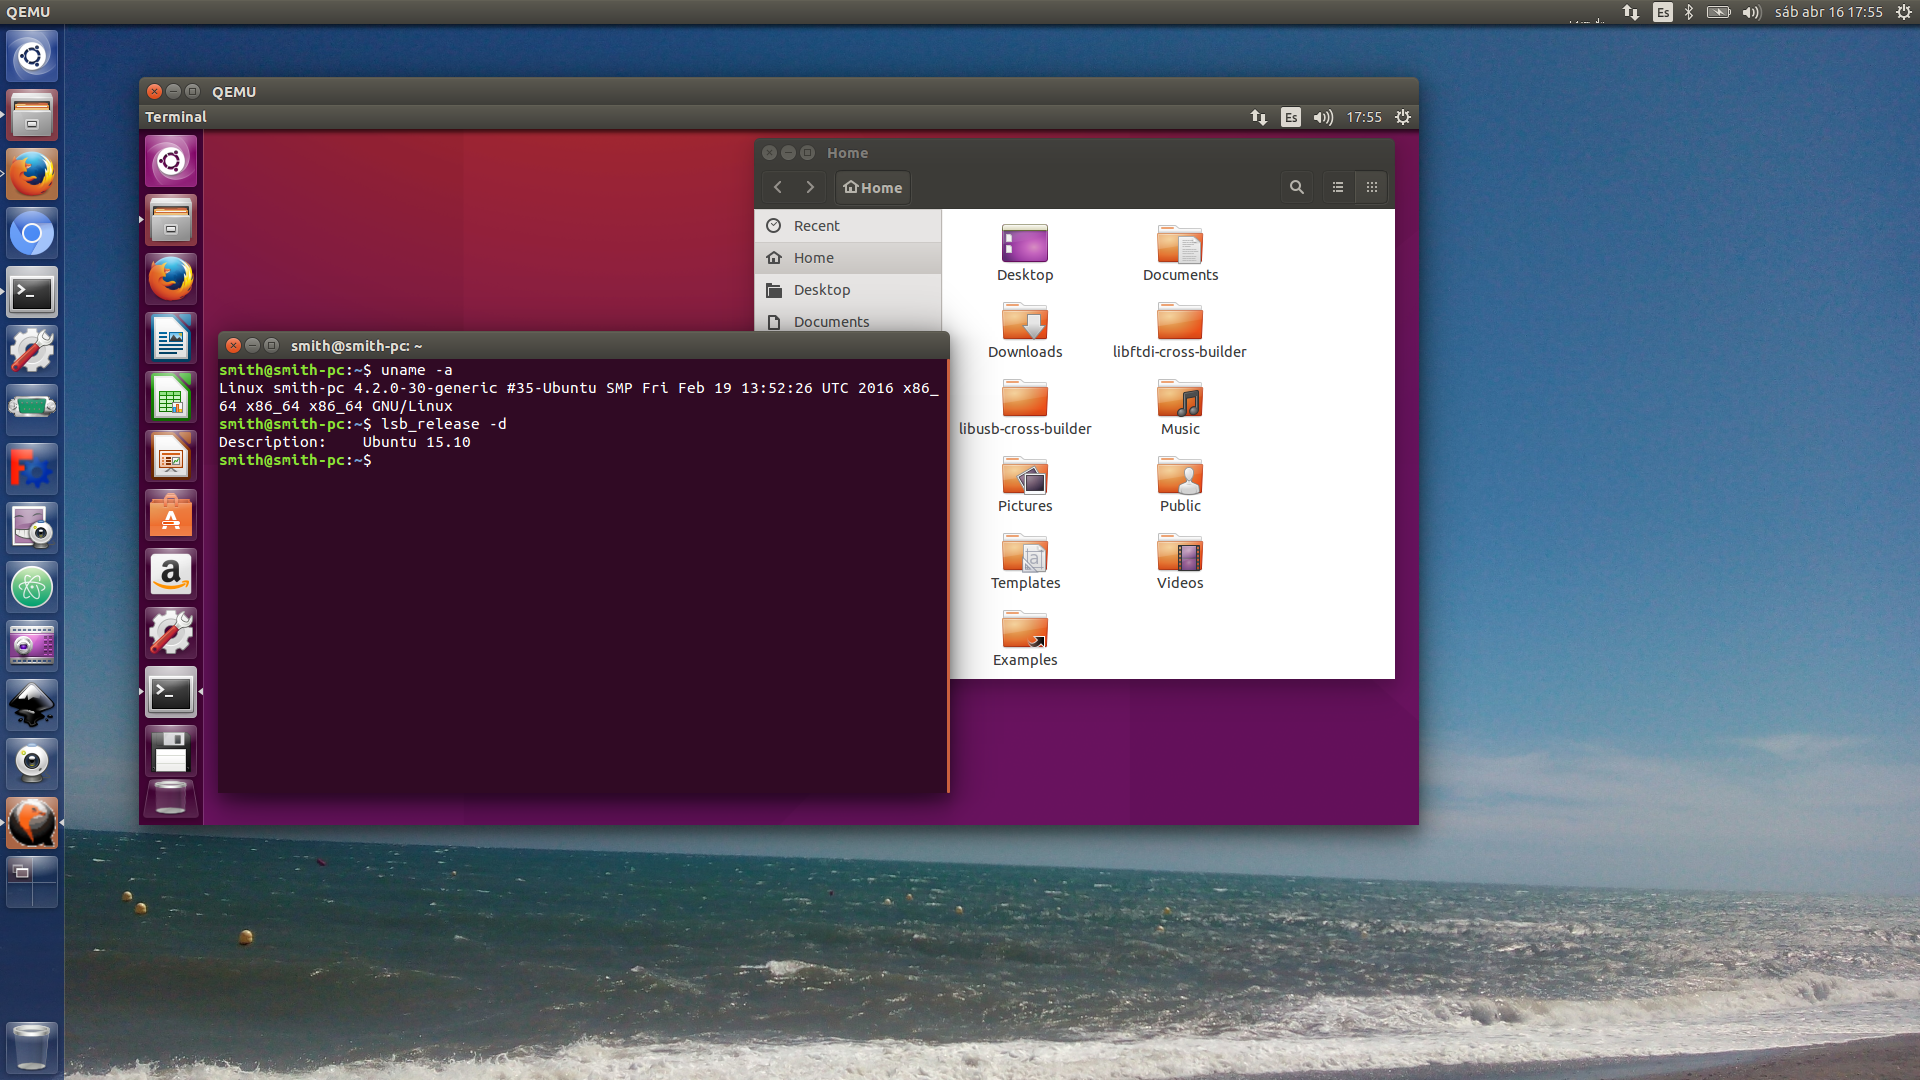 QEMU
Es
sáb abr 16 17:55
QEMU
Terminal
Es
17:55
Home
Home
Recent
Home
Desktop
Documents
Desktop
Documents
Downloads
libftdi-cross-builder
libusb-cross-builder
Music
Pictures
Public
Templates
Videos
Examples
smith@smith-pc: ~
smith@smith-pc:~$ uname -a
Linux smith-pc 4.2.0-30-generic #35-Ubuntu SMP Fri Feb 19 13:52:26 UTC 2016 x86_
64 x86_64 x86_64 GNU/Linux
smith@smith-pc:~$ lsb_release -d
Description:    Ubuntu 15.10
smith@smith-pc:~$